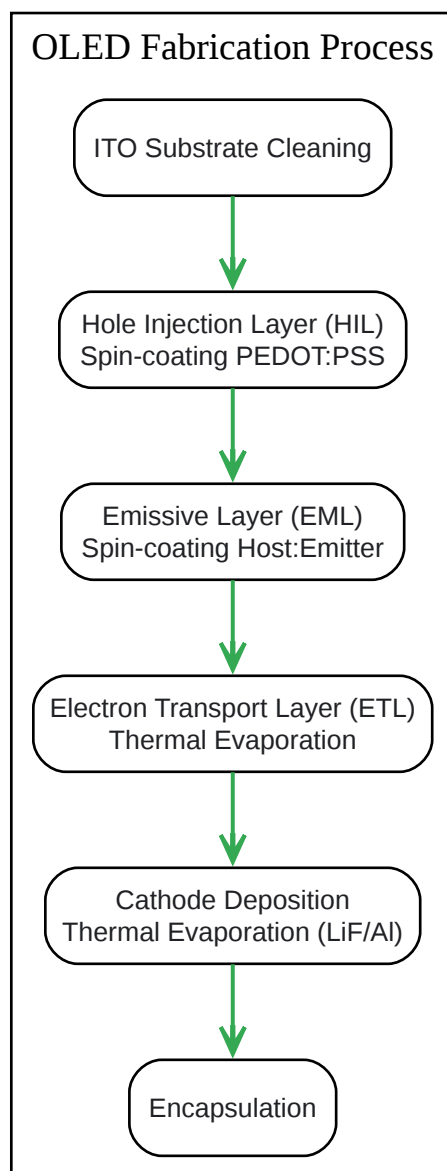 OLED Fabrication Process
ITO Substrate Cleaning
Hole Injection Layer (HIL)
Spin-coating PEDOT:PSS
Emissive Layer (EML)
Spin-coating Host:Emitter
Electron Transport Layer (ETL)
Thermal Evaporation
Cathode Deposition
Thermal Evaporation (LiF/Al)
Encapsulation